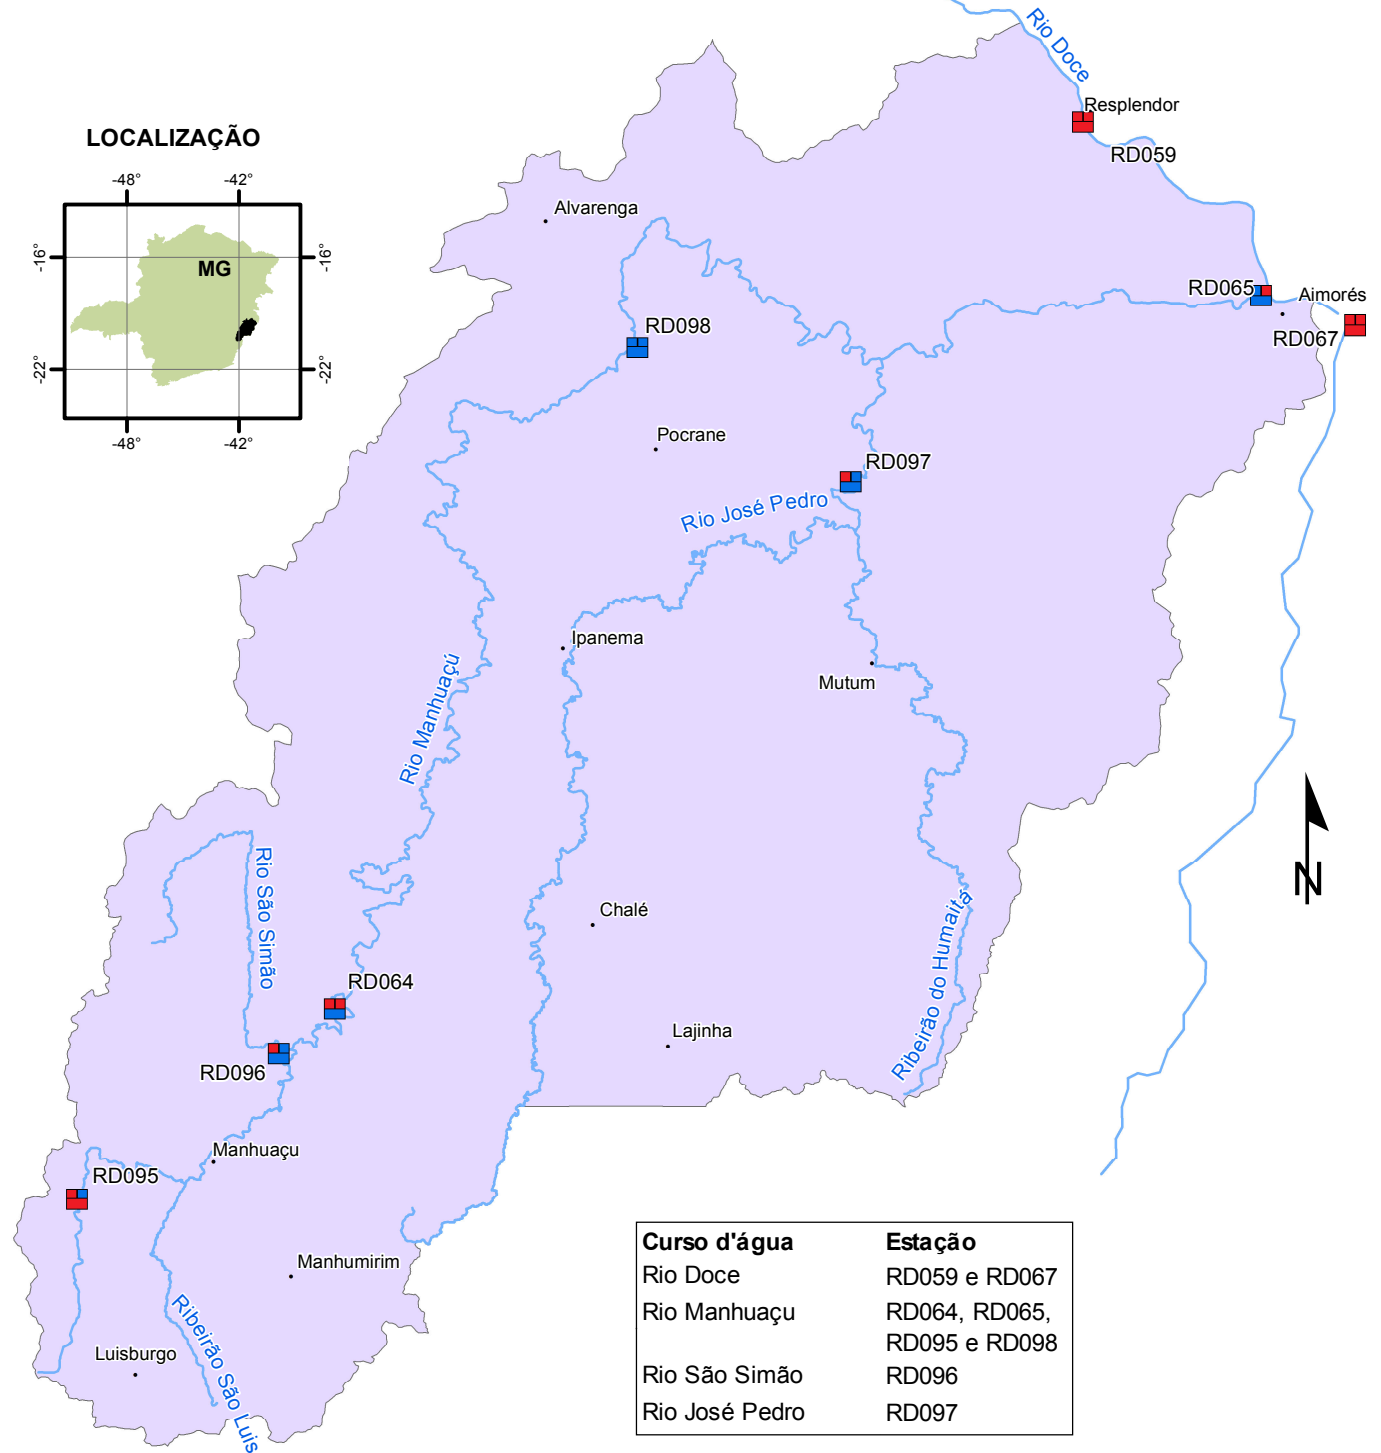 Rio Doce
Resplendor
RD059
LOCALIZAÇÃO
-48°
-42°
-16°
-16°
MG
-22°
-22°
-48°
-42°
Alvarenga
RD065
Aimorés
RD067
RD098
Pocrane
RD097
Rio José Pedro
Ipanema
Mutum
Rio Manhuaçú
Rio São Simão
Chalé
Ribeirão do Humaitá
N
RD064
Lajinha
RD096
Manhuaçu
RD095
Manhumirim
Ribeirão São Luis
Luisburgo
Curso d'água Estação
Rio Doce RD059 e RD067
Rio Manhuaçu RD064, RD065,
RD095 e RD098
Rio São Simão RD096
Rio José Pedro RD097